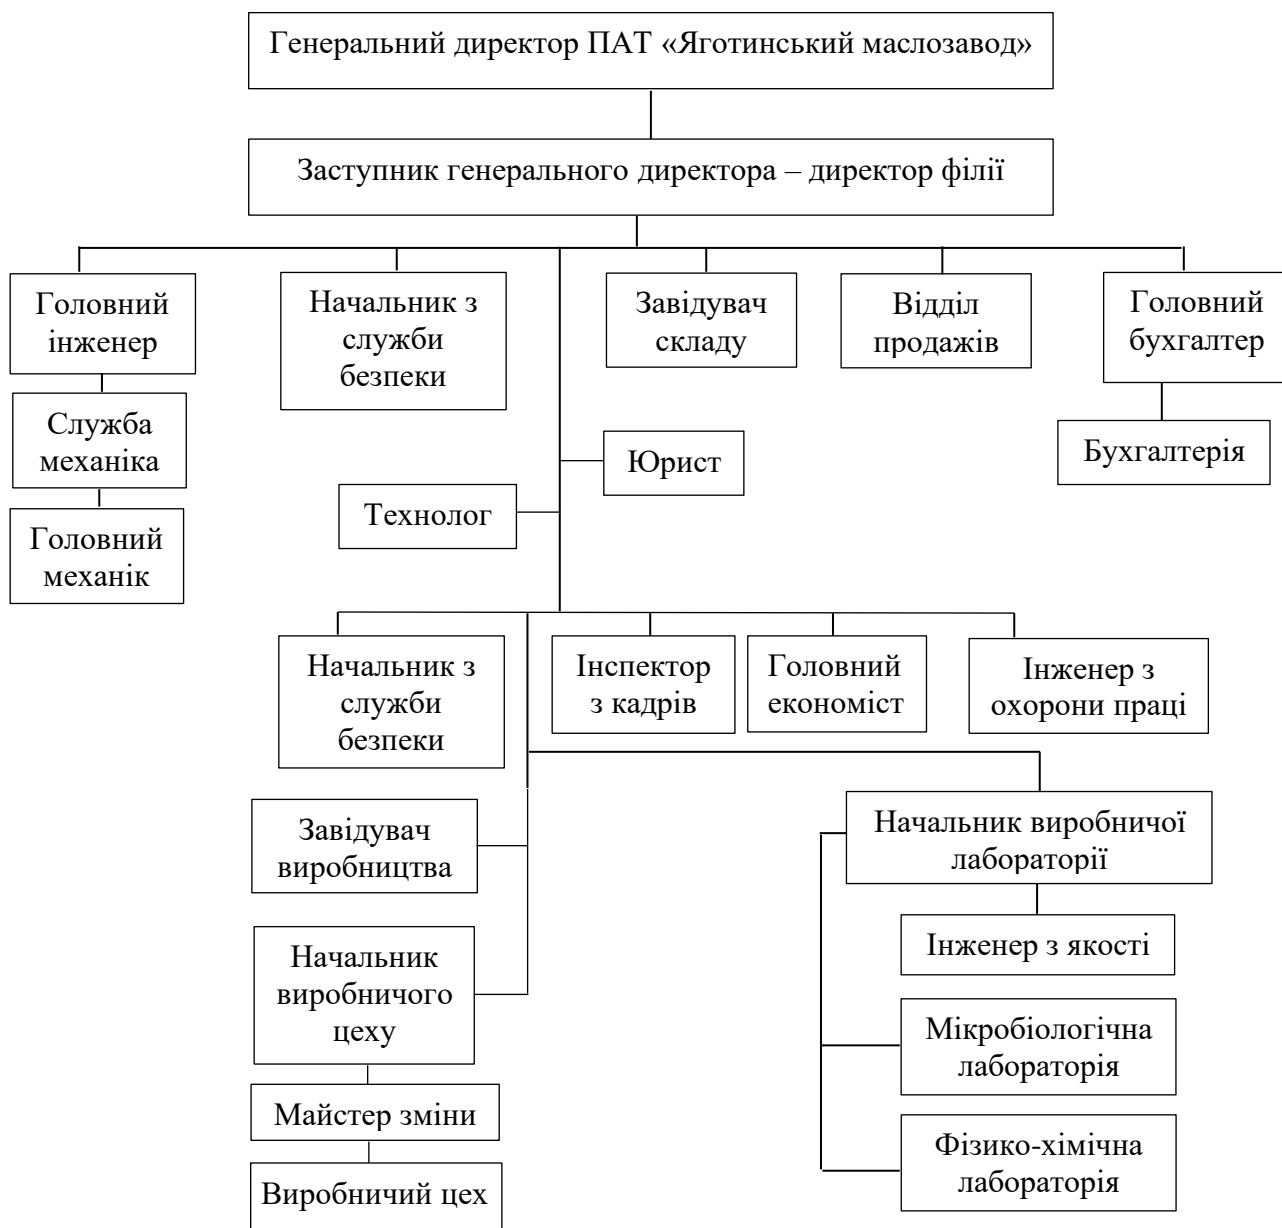 Генеральний директор ПАТ «Яготинський маслозавод»
Заступник генерального директора – директор філії
Головний
інженер
Начальник з
служби
безпеки
Завідувач
складу
Відділ
продажів
Головний
бухгалтер
Служба
механіка
Бухгалтерія
Юрист
Технолог
Головний
механік
Начальник з
служби
безпеки
Інспектор
з кадрів
Головний
економіст
Інженер з
охорони праці
Завідувач
виробництва
Начальник виробничої
лабораторії
Інженер з якості
Начальник
виробничого
цеху
Мікробіологічна
лабораторія
Майстер зміни
Фізико-хімічна
лабораторія
Виробничий цех